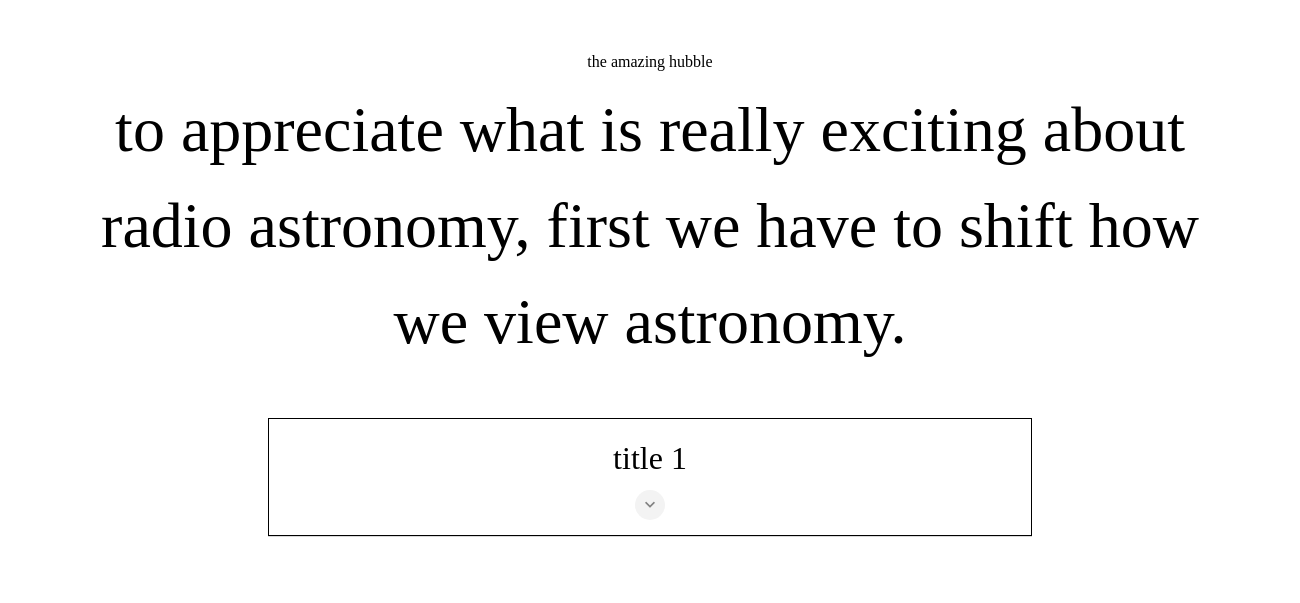 the amazing hubble
to appreciate what is really exciting about
radio astronomy, first we have to shift how
we view astronomy.
title 1